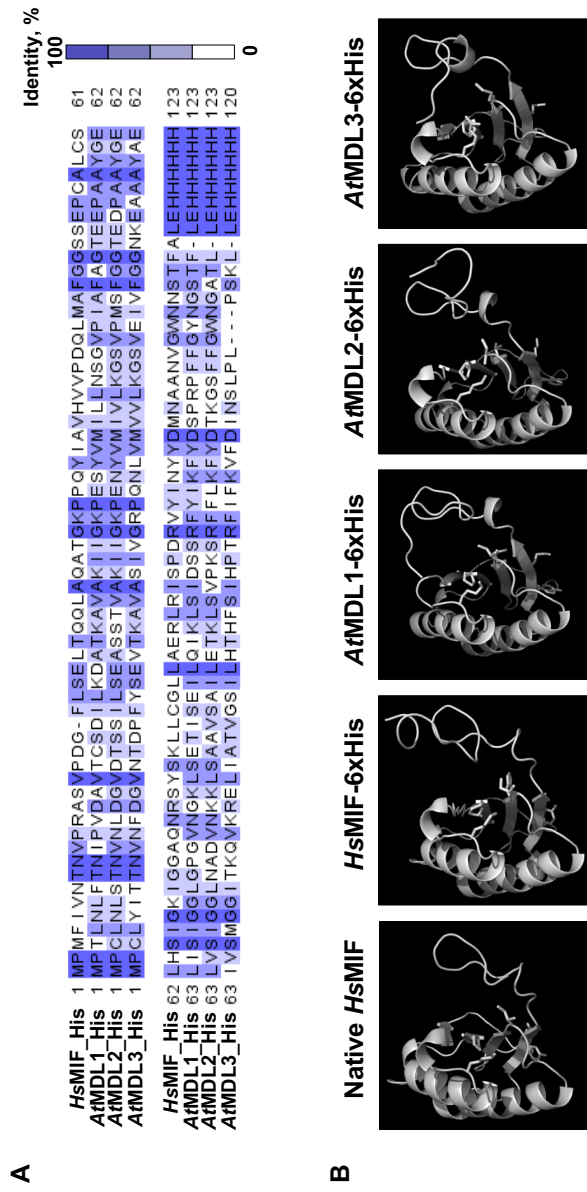 A
Identity, %
100
0
HsMIF_His 1 MPMFIVNTNVPRASVPDG-FLSELTQQLAQATGKPPQYIAVHVVPDQLMAFGGSSEPCALCS 61
AtMDL1_His 1 MPTLNLFTNIPVDAVTCSDILKDATKAVAKIIGKPESYVMILLNSGVPIAFAGTEEPAAYGE 62
AtMDL2_His 1 MPCLNLSTNVNLDGVDTSSILSEASSTVAKIIGKPENYVMIVLKGSVPMSFGGTEDPAAYGE 62
AtMDL3_His 1 MPCLYITTNVNFDGVNTDPFYSEVTKAVASIVGRPQNLVMVVLKGSVEIVFGGNKEAAAYAE 62
HsMIF_His 62 LHSIGKIGGAQNRSYSKLLCGLLAERLRISPDRVYINYYDMNAANVGWNNSTFALEHHHHHH 123
AtMDL1_His 63 LISIGGLGPGVNGKLSETISEILQIKLSIDSSRFYIKFYDSPRPFFGYNGSTF-LEHHHHHH 123
AtMDL2_His 63 LVSIGGLNADVNKKLSAAVSAILETKLSVPKSRFFLKFYDTKGSFFGWNGATL-LEHHHHHH 123
AtMDL3_His 63 IVSMGGITKQVKRELIATVGSILHTHFSIHPTRFIFKVFDINSLPL---PSKL-LEHHHHHH 120
B
Native HsMIF
HsMIF-6xHis
AtMDL1-6xHis
AtMDL2-6xHis
AtMDL3-6xHis